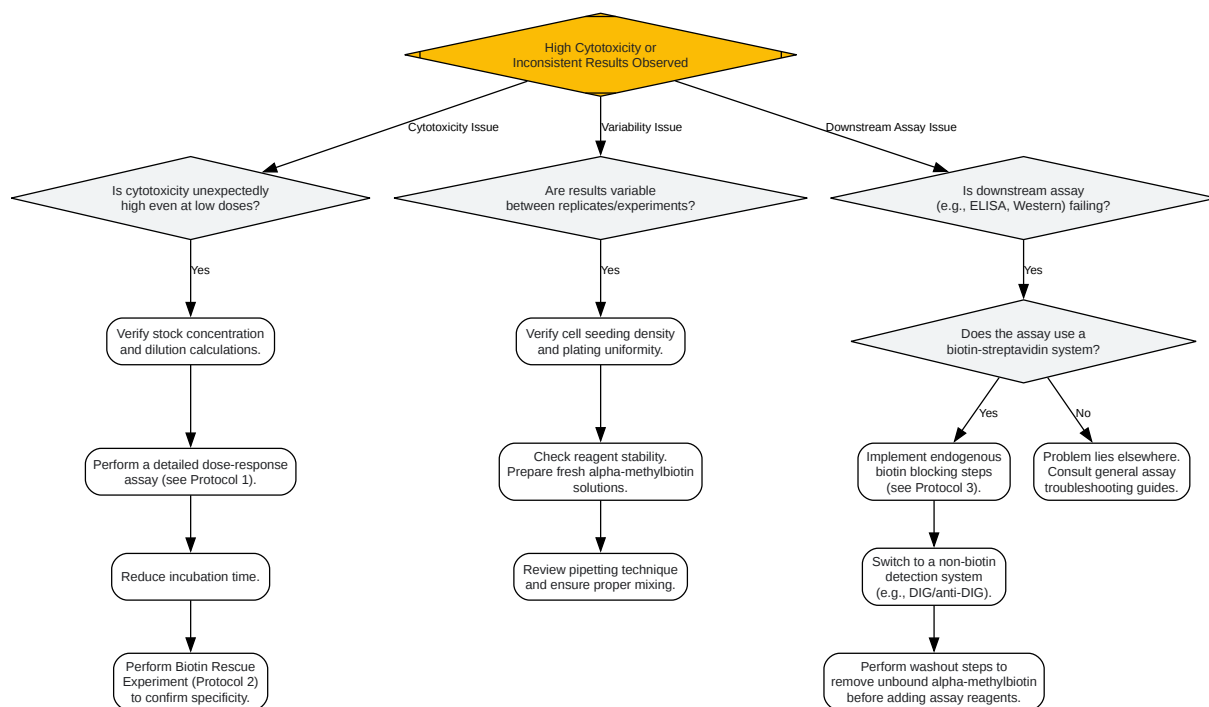 High Cytotoxicity or
Inconsistent Results Observed
Cytotoxicity Issue
Variability Issue
Downstream Assay Issue
Is cytotoxicity unexpectedly
high even at low doses?
Are results variable
between replicates/experiments?
Is downstream assay
(e.g., ELISA, Western) failing?
Yes
Yes
Yes
Verify stock concentration
and dilution calculations.
Verify cell seeding density
and plating uniformity.
Does the assay use a
biotin-streptavidin system?
Yes
No
Perform a detailed dose-response
assay (see Protocol 1).
Check reagent stability.
Prepare fresh alpha-methylbiotin
solutions.
Implement endogenous
biotin blocking steps
(see Protocol 3).
Problem lies elsewhere.
Consult general assay
troubleshooting guides.
Reduce incubation time.
Review pipetting technique
and ensure proper mixing.
Switch to a non-biotin
detection system
(e.g., DIG/anti-DIG).
Perform Biotin Rescue
Experiment (Protocol 2)
to confirm specificity.
Perform washout steps to
remove unbound alpha-methylbiotin
before adding assay reagents.